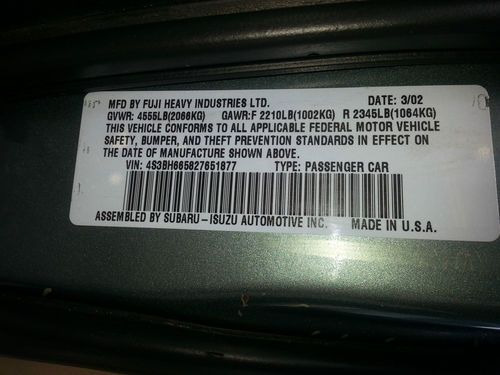 MFD BY FUJI HEAVY INDUSTRIES LTD. DATE: 3/02
GVWR: 4555LB(2066KG) GAWR:F 2210LB(1002KG) R 2345LB(1064KG)
THIS VEHICLE CONFORMS TO ALL APPLICABLE FEDERAL MOTOR VEHICLE
SAFETY, BUMPER, AND THEFT PREVENTION STANDARDS IN EFFECT ON
THE DATE OF MANUFACTURE SHOWN ABOVE.
VIN: 4S3BH665827651877 TYPE: PASSENGER CAR
ASSEMBLED BY SUBARU-ISUZU AUTOMOTIVE INC. MADE IN U.S.A.